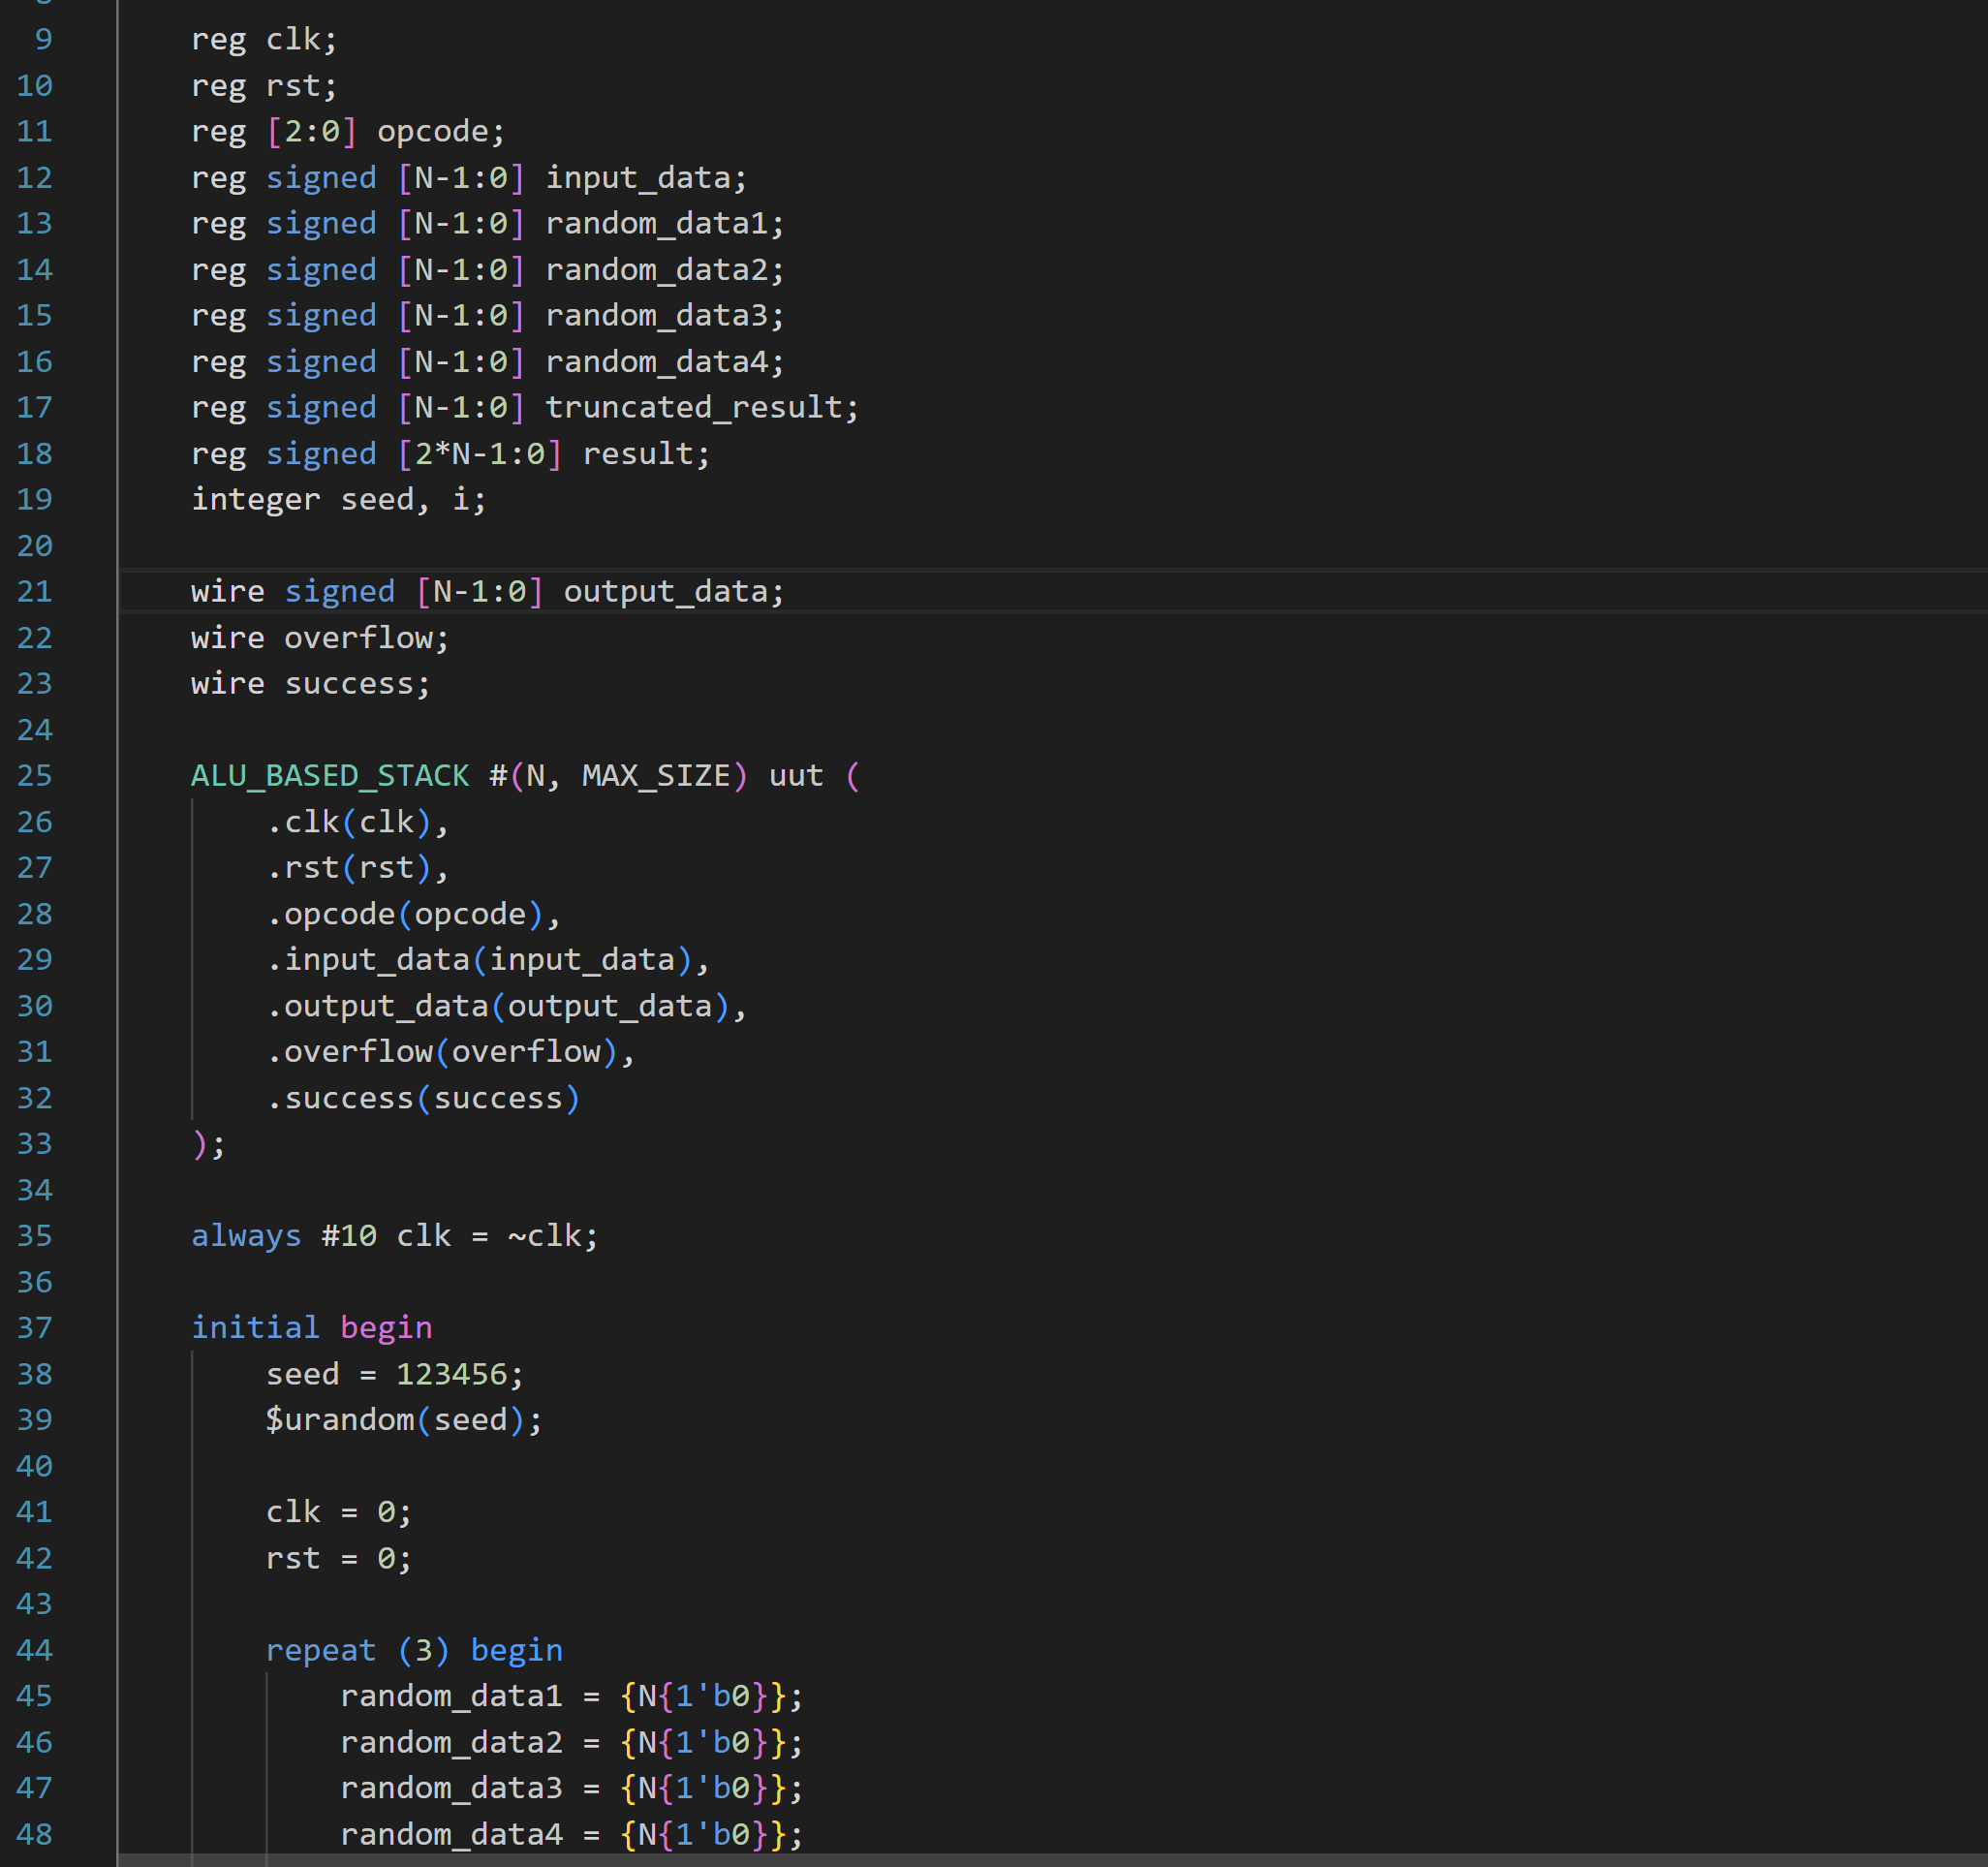 9 reg clk;
10 reg rst;
11 reg [2:0] opcode;
12 reg signed [N-1:0] input_data;
13 reg signed [N-1:0] random_data1;
14 reg signed [N-1:0] random_data2;
15 reg signed [N-1:0] random_data3;
16 reg signed [N-1:0] random_data4;
17 reg signed [N-1:0] truncated_result;
18 reg signed [2*N-1:0] result;
19 integer seed, i;
20
21 wire signed [N-1:0] output_data;
22 wire overflow;
23 wire success;
24
25 ALU_BASED_STACK #(N, MAX_SIZE) uut (
26 .clk(clk),
27 .rst(rst),
28 .opcode(opcode),
29 .input_data(input_data),
30 .output_data(output_data),
31 .overflow(overflow),
32 .success(success)
33 );
34
35 always #10 clk = ~clk;
36
37 initial begin
38 seed = 123456;
39 $urandom(seed);
40
41 clk = 0;
42 rst = 0;
43
44 repeat (3) begin
45 random_data1 = {N{1'b0}};
46 random_data2 = {N{1'b0}};
47 random_data3 = {N{1'b0}};
48 random_data4 = {N{1'b0}};